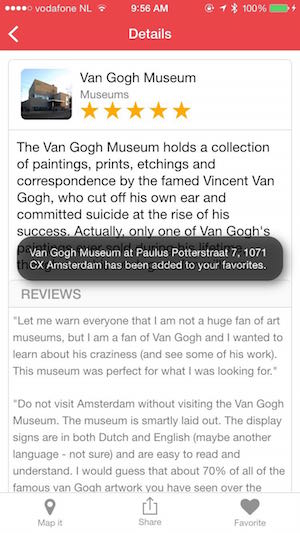 vodafone NL 9:56 AM 100%
Details
Van Gogh Museum
Museums
The Van Gogh Museum holds a collection
of paintings, prints, etchings and
correspondence by the famed Vincent Van
Gogh, who cut off his own ear and
committed suicide at the rise of his
success. Actually, only one of Van Gogh's
paintings ever sold during his lifetime
Van Gogh Museum at Paulus Potterstraat 7, 1071
CX Amsterdam has been added to your favorites.
REVIEWS
"Let me warn everyone that I am not a huge fan of art
museums, but I am a fan of Van Gogh and I wanted to
learn about his craziness (and see some of his work).
This museum was perfect for what I was looking for."
"Do not visit Amsterdam without visiting the Van Gogh
Museum. The museum is smartly laid out. The display
signs are in both Dutch and English (maybe another
language - not sure) and are easy to read and
understand. I would guess that about 70% of all of the
famous van Gogh artwork you have seen over the
Map it
Share
Favorite